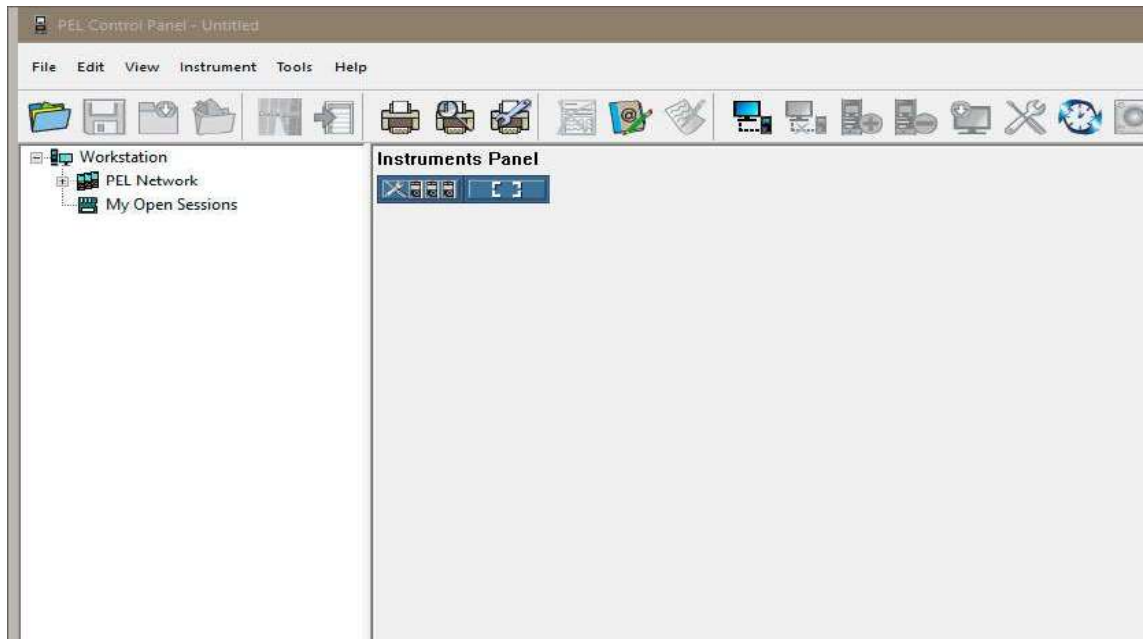 PEL Control Panel - Untitled
File Edit View Instrument Tools Help
Workstation
PEL Network
My Open Sessions
Instruments Panel